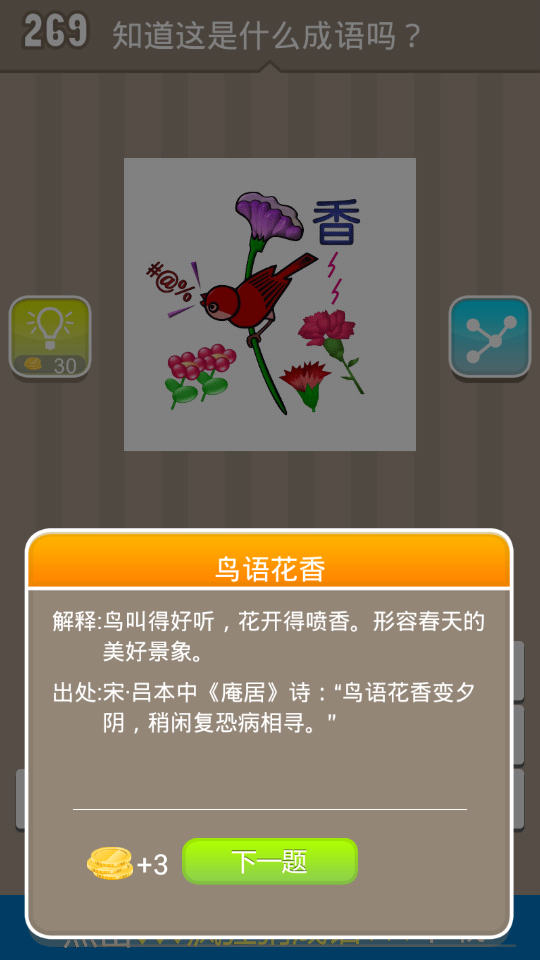 269 知道这是什么成语吗？
香
#@%
30
鸟语花香
解释:鸟叫得好听，花开得喷香。形容春天的
美好景象。
出处:宋·吕本中《庵居》诗："鸟语花香变夕
阴，稍闲复恐病相寻。"
+3 下一题